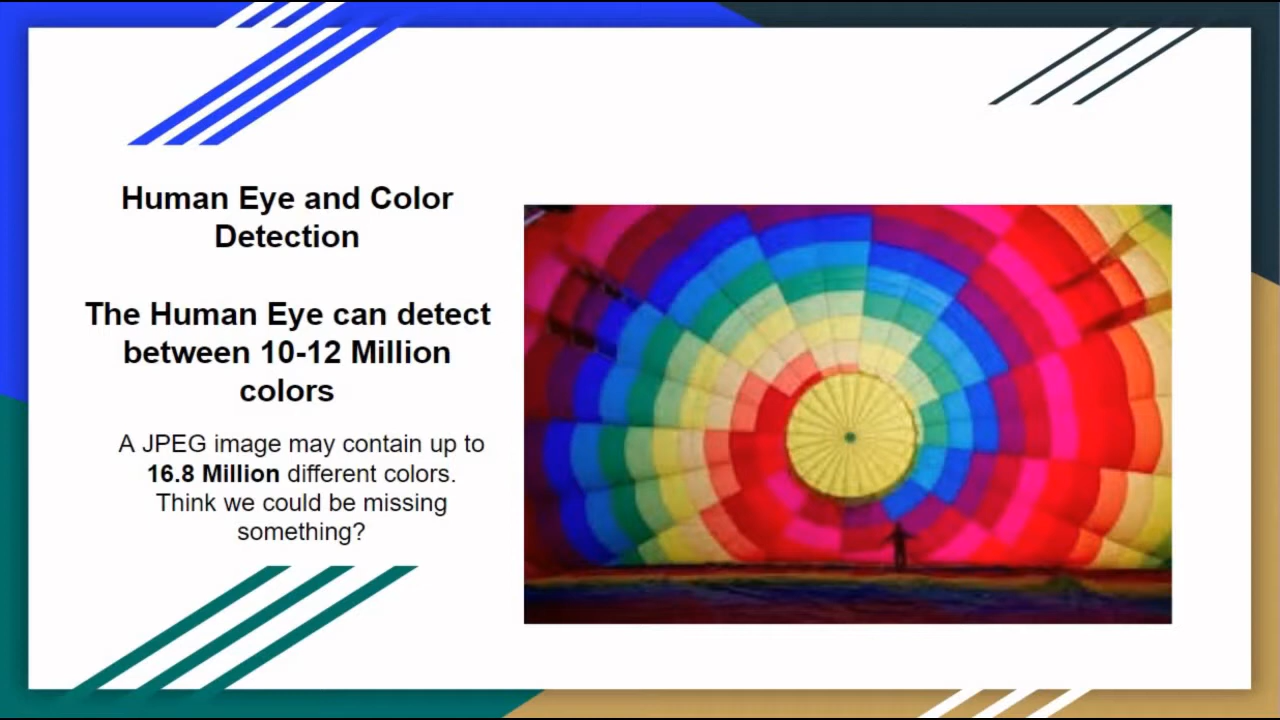 Human Eye and Color
Detection
The Human Eye can detect
between 10-12 Million
colors
A JPEG image may contain up to
16.8 Million different colors.
Think we could be missing
something?